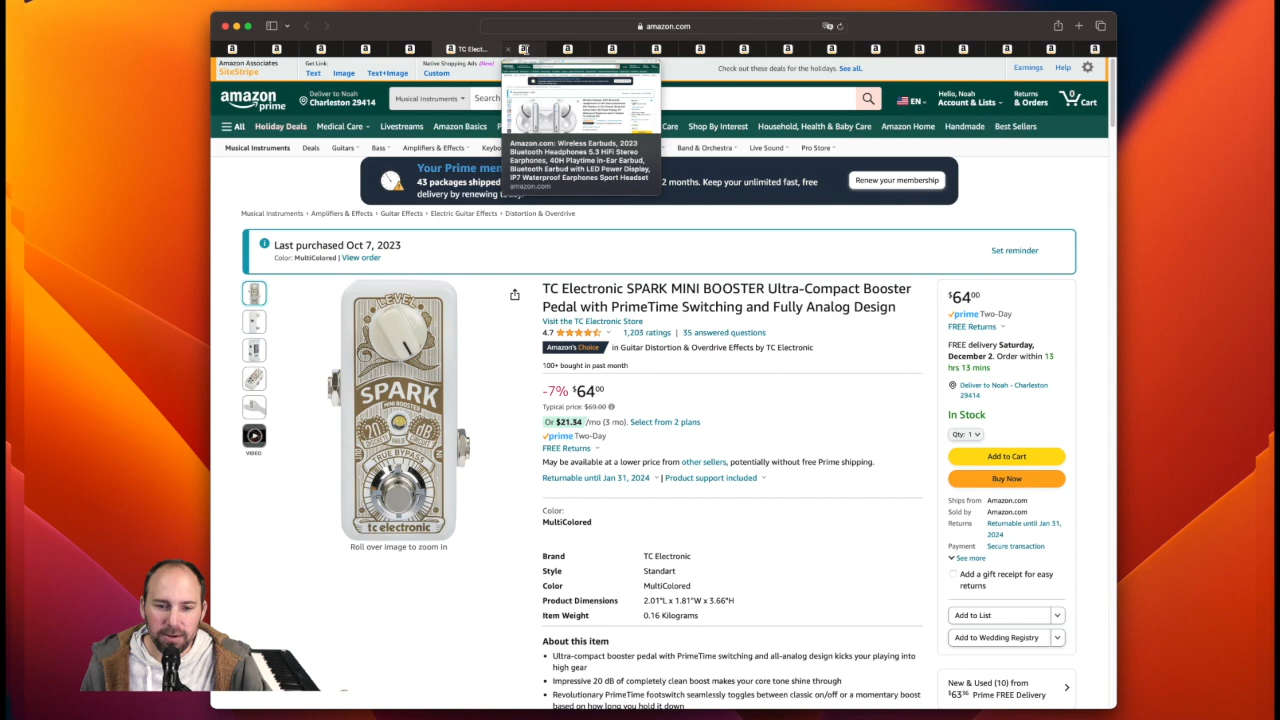 amazon.com
TC Elect...
Amazon Associates
SiteStripe
Get Link:
Text Image Text+Image
Native Shopping Ads (New)
Custom
Check out these deals for the holidays. See all.
Earnings Help
amazon
prime
Deliver to Noah
Charleston 29414
Musical Instruments
Search
EN
Hello, Noah
Account & Lists
Returns
& Orders
0
Cart
All Holiday Deals Medical Care Livestreams Amazon Basics P
Care Shop By Interest Household, Health & Baby Care Amazon Home Handmade Best Sellers
Musical Instruments Deals Guitars Bass Amplifiers & Effects Keybo
Band & Orchestra Live Sound Pro Store
Amazon.com: Wireless Earbuds, 2023
Bluetooth Headphones 5.3 HiFi Stereo
Earphones, 40H Playtime in-Ear Earbud,
Bluetooth Earbud with LED Power Display,
IP7 Waterproof Earphones Sport Headset
amazon.com
Your Prime mem
43 packages shipped
2 months. Keep your unlimited fast, free
delivery by renewing
Renew your membership
Musical Instruments › Amplifiers & Effects › Guitar Effects › Electric Guitar Effects › Distortion & Overdrive
Last purchased Oct 7, 2023
Color: MultiColored | View order
Set reminder
LEVEL
SPARK
MINI BOOSTER
TRUE BYPASS
tc electronic
VIDEO
Roll over image to zoom in
TC Electronic SPARK MINI BOOSTER Ultra-Compact Booster
Pedal with PrimeTime Switching and Fully Analog Design
Visit the TC Electronic Store
4.7 1,203 ratings | 35 answered questions
Amazon's Choice in Guitar Distortion & Overdrive Effects by TC Electronic
100+ bought in past month
-7% $64 00
Typical price: $69.00
Or $21.34 /mo (3 mo). Select from 2 plans
prime Two-Day
FREE Returns
May be available at a lower price from other sellers, potentially without free Prime shipping.
Returnable until Jan 31, 2024 | Product support included
Color:
MultiColored
Brand TC Electronic
Style Standart
Color MultiColored
Product Dimensions 2.01"L x 1.81"W x 3.66"H
Item Weight 0.16 Kilograms
About this item
• Ultra-compact booster pedal with PrimeTime switching and all-analog design kicks your playing into
high gear
• Impressive 20 dB of completely clean boost makes your core tone shine through
• Revolutionary PrimeTime footswitch seamlessly toggles between classic on/off or a momentary boost
based on how long you hold it down
$64 00
prime Two-Day
FREE Returns
FREE delivery Saturday,
December 2. Order within 13
hrs 13 mins
Deliver to Noah - Charleston
29414
In Stock
Qty: 1
Add to Cart
Buy Now
Ships from Amazon.com
Sold by Amazon.com
Returns Returnable until Jan 31,
2024
Payment Secure transaction
See more
Add a gift receipt for easy
returns
Add to List
Add to Wedding Registry
New & Used (10) from
$63 36 Prime FREE Delivery